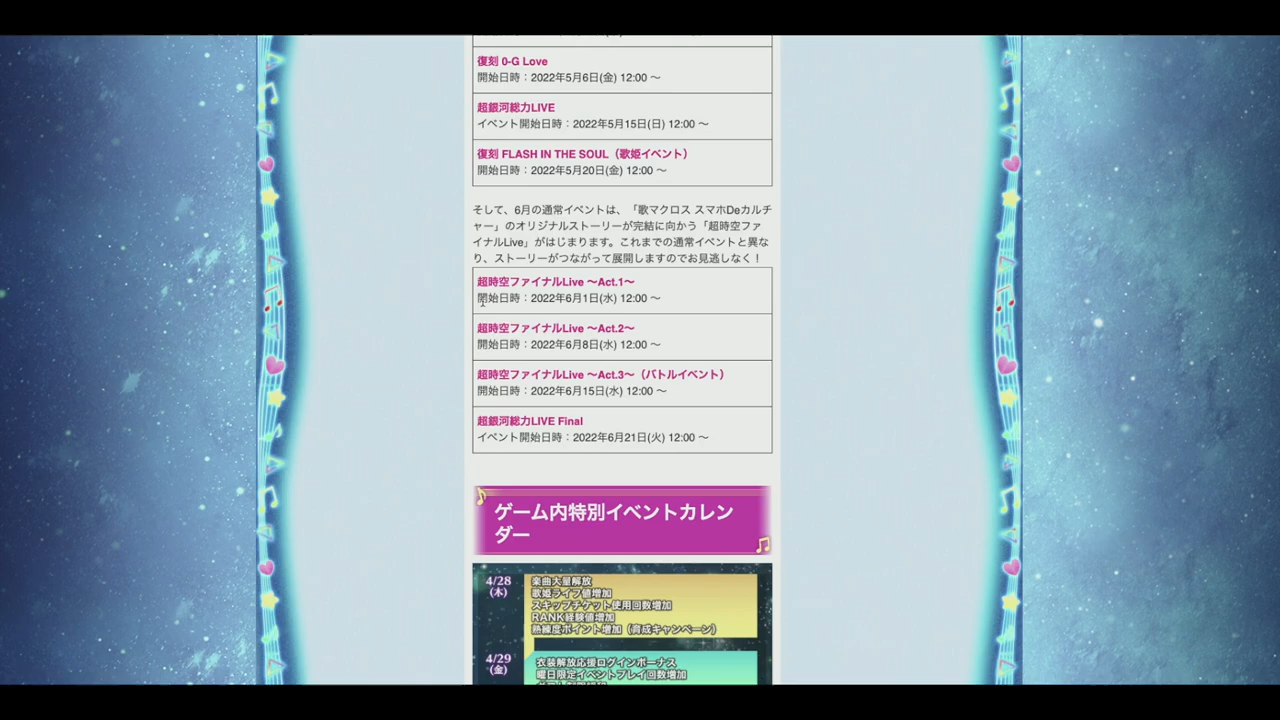 復刻 0-G Love
開始日時：2022年5月6日(金) 12:00 ～
超銀河総力LIVE
イベント開始日時：2022年5月15日(日) 12:00 ～
復刻 FLASH IN THE SOUL（歌姫イベント）
開始日時：2022年5月20日(金) 12:00 ～
そして、6月の通常イベントは、「歌マクロス スマホDeカルチ
ャー」のオリジナルストーリーが完結に向かう「超時空ファ
イナルLive」がはじまります。これまでの通常イベントと異な
り、ストーリーがつながって展開しますのでお見逃しなく！
超時空ファイナルLive ～Act.1～
開始日時：2022年6月1日(水) 12:00 ～
超時空ファイナルLive ～Act.2～
開始日時：2022年6月8日(水) 12:00 ～
超時空ファイナルLive ～Act.3～（バトルイベント）
開始日時：2022年6月15日(水) 12:00 ～
超銀河総力LIVE Final
イベント開始日時：2022年6月21日(火) 12:00 ～
ゲーム内特別イベントカレン
ダー
4/28
(木)
楽曲大量解放
歌姫ライフ値増加
スキップチケット使用回数増加
RANK経験値増加
熟練度ポイント増加（育成キャンペーン）
4/29
(金)
衣装解放応援ログインボーナス
曜日限定イベントプレイ回数増加